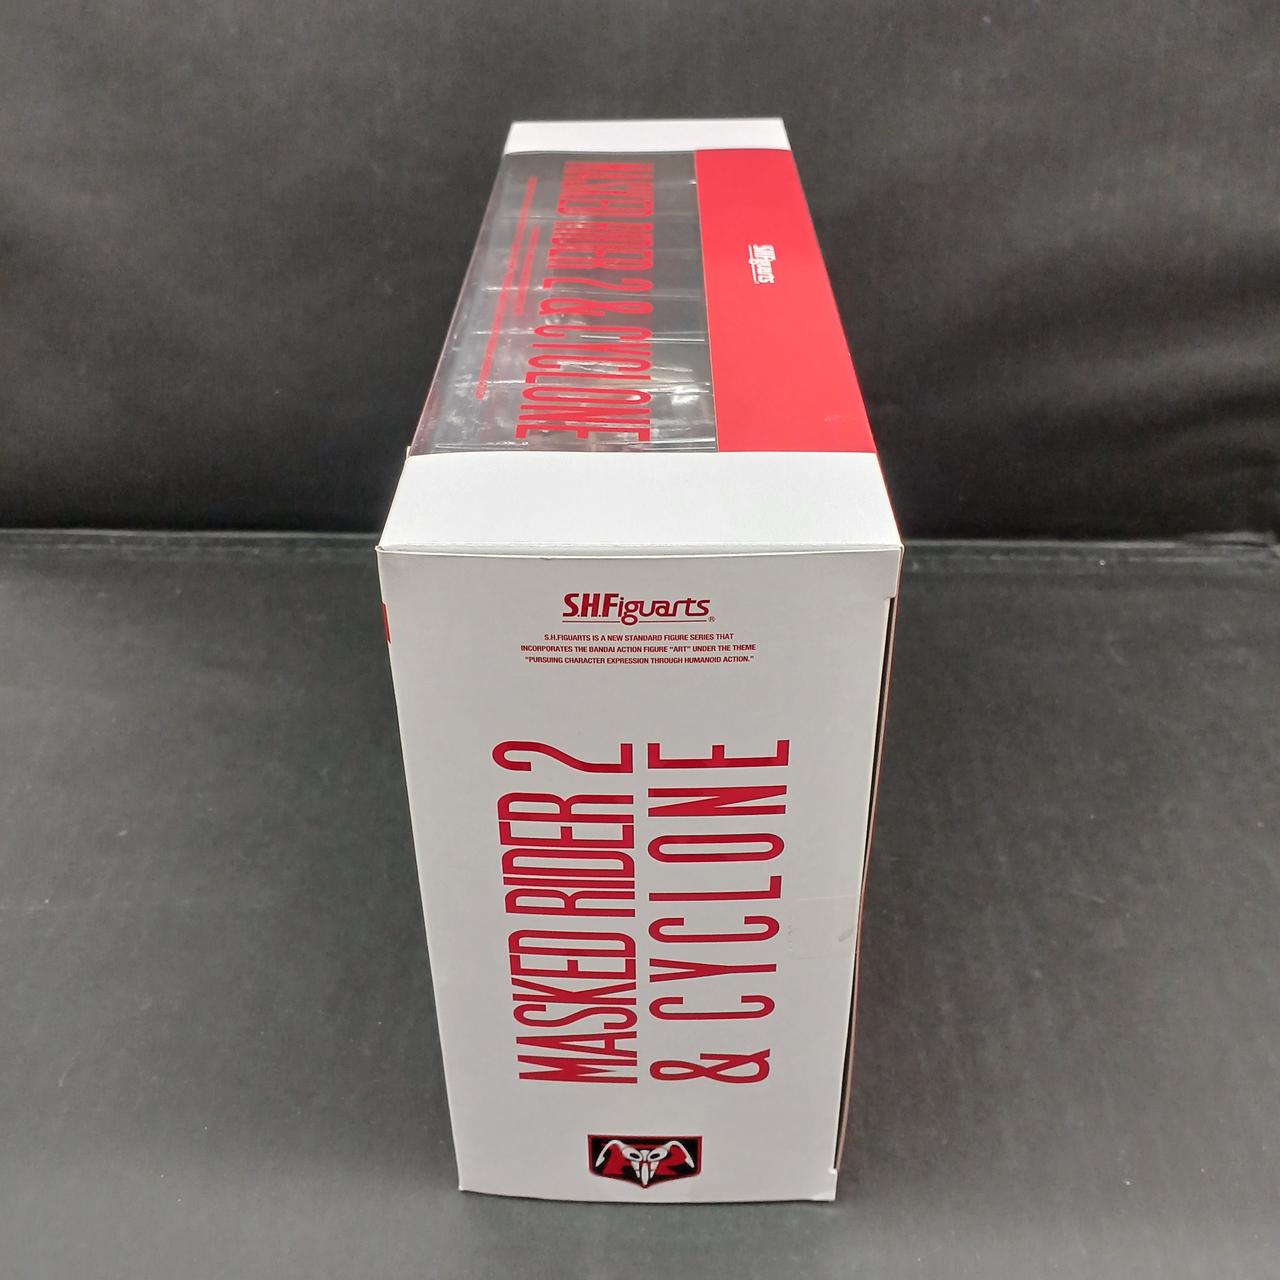 MASKED RIDER 2 & CYCLONE
S.H.Figuarts
S.H.Figuarts®
S.H.FIGUARTS IS A NEW STANDARD FIGURE SERIES THAT
INCORPORATES THE BANDAI ACTION FIGURE "ART" UNDER THE THEME
"PURSUING CHARACTER EXPRESSION THROUGH HUMANOID ACTION."
MASKED RIDER 2
& CYCLONE